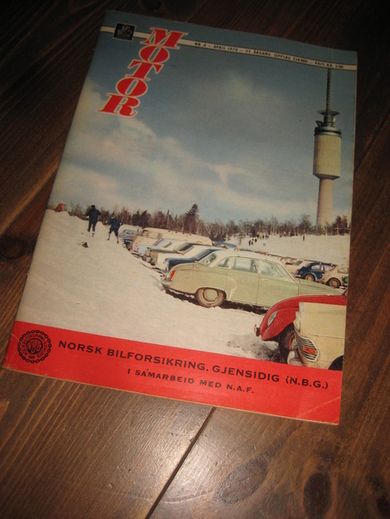 MOTOR
NORSK BILFORSIKRING, GJENSIDIG (N.B.G.)
I SAMARBEID MED N.A.F.